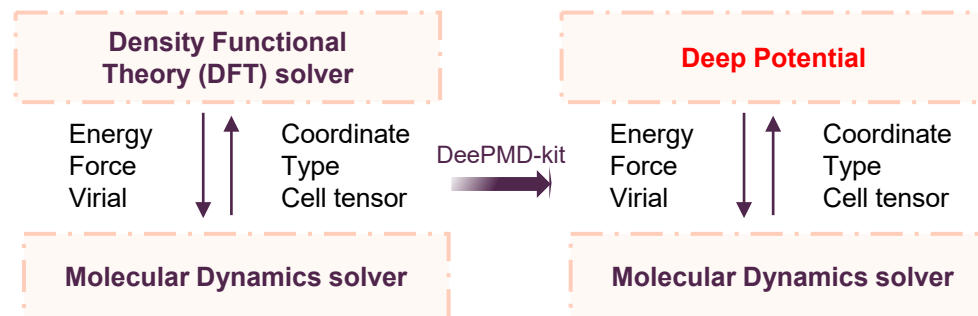 Density Functional
Theory (DFT) solver
Energy
Force
Virial
Coordinate
Type
Cell tensor
Molecular Dynamics solver
DeePMD-kit
Deep Potential
Energy
Force
Virial
Coordinate
Type
Cell tensor
Molecular Dynamics solver